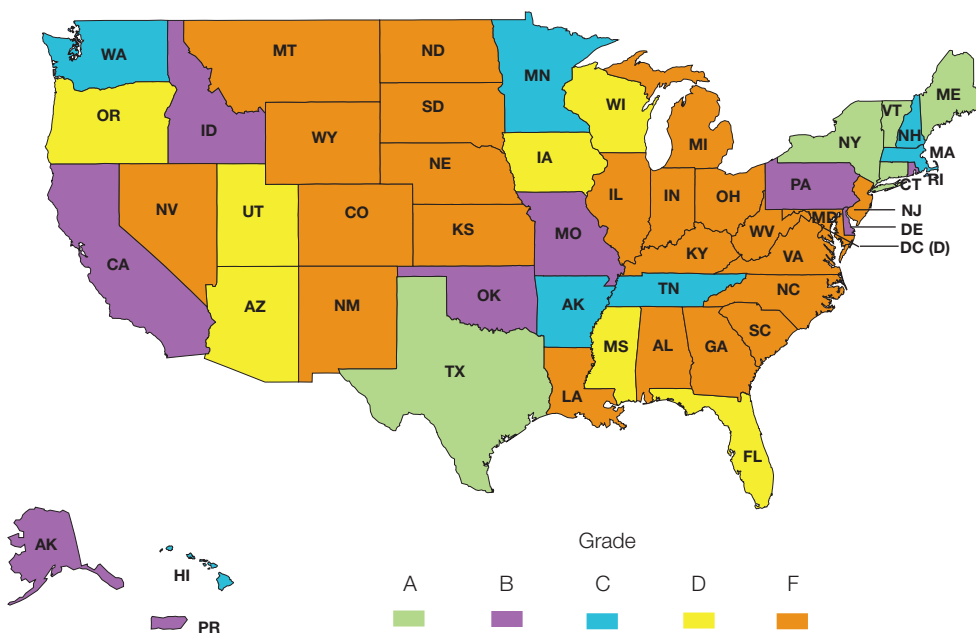 WA
MT
ND
MN
ME
OR
ID
SD
WI
VT
NH
NY
MA
WY
MI
NE
IA
CT
RI
PA
NV
UT
CO
IL
IN
OH
NJ
MD
DE
KS
MO
WV
DC (D)
CA
KY
VA
AZ
NM
OK
AK
TN
NC
SC
TX
MS
AL
GA
LA
FL
AK
HI
PR
Grade
A B C D F